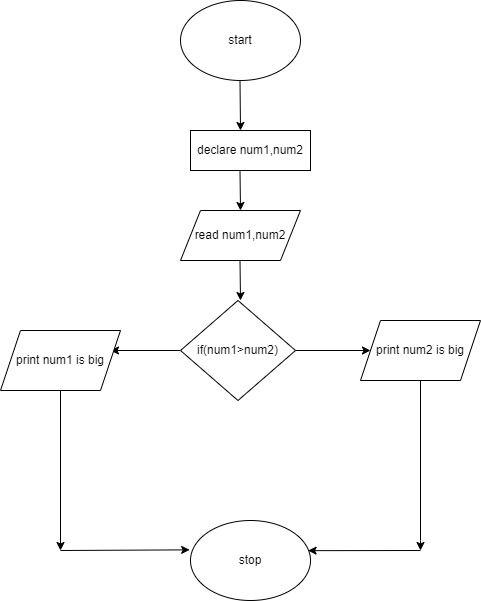 start
declare num1,num2
read num1,num2
if(num1>num2)
print num1 is big
print num2 is big
stop